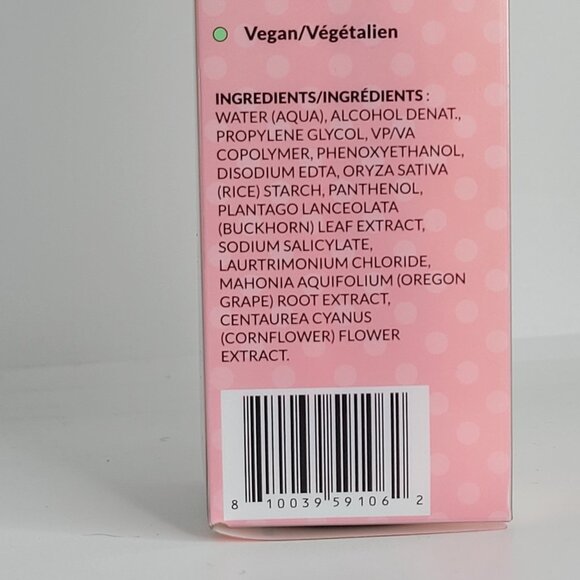 Vegan/Végétalien
INGREDIENTS/INGRÉDIENTS :
WATER (AQUA), ALCOHOL DENAT.,
PROPYLENE GLYCOL, VP/VA
COPOLYMER, PHENOXYETHANOL,
DISODIUM EDTA, ORYZA SATIVA
(RICE) STARCH, PANTHENOL,
PLANTAGO LANCEOLATA
(BUCKHORN) LEAF EXTRACT,
SODIUM SALICYLATE,
LAURTRIMONIUM CHLORIDE,
MAHONIA AQUIFOLIUM (OREGON
GRAPE) ROOT EXTRACT,
CENTAUREA CYANUS
(CORNFLOWER) FLOWER
EXTRACT.
8 10039 59106 2